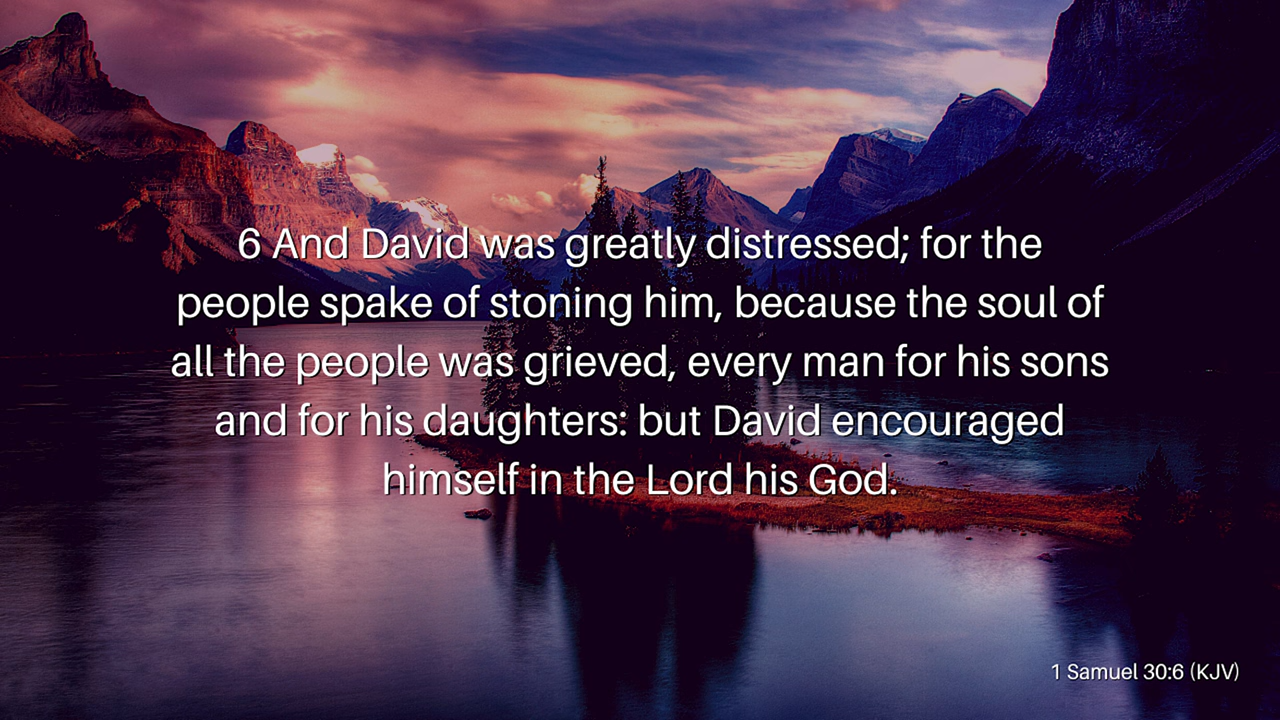 6 And David was greatly distressed; for the
people spake of stoning him, because the soul of
all the people was grieved, every man for his sons
and for his daughters: but David encouraged
himself in the Lord his God.
1 Samuel 30:6 (KJV)